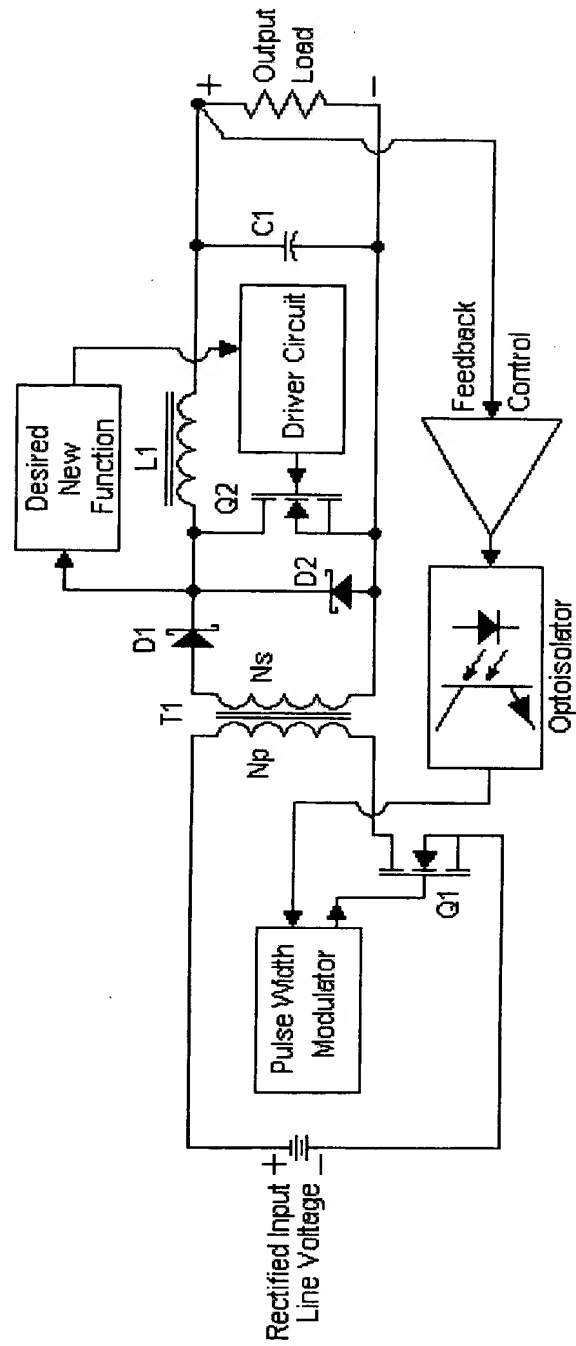 Rectified Input
Line Voltage
+
−
Pulse Width
Modulator
Q1
T1
Np
Ns
D1
D2
Desired
New
Function
L1
Q2
Driver Circuit
C1
+
Output
Load
−
Feedback
Control
Optoisolator